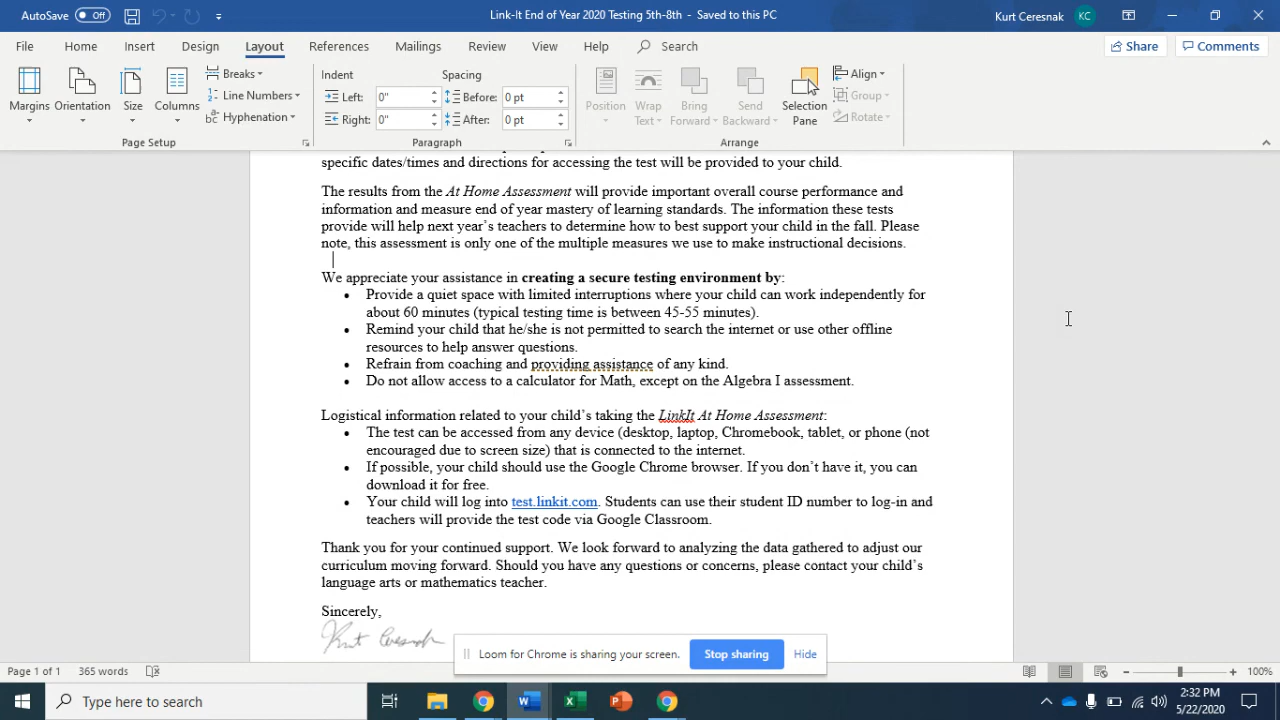 AutoSave Off
Link-It End of Year 2020 Testing 5th-8th - Saved to this PC
Kurt Ceresnak KC
File Home Insert Design Layout References Mailings Review View Help Search Share Comments
Margins Orientation Size Columns
Breaks
Line Numbers
Hyphenation
Page Setup
Indent Spacing
Left: 0" Before: 0 pt
Right: 0" After: 0 pt
Paragraph
Position Wrap Text Bring Forward Send Backward Selection Pane
Align
Group
Rotate
Arrange
specific dates/times and directions for accessing the test will be provided to your child.
The results from the At Home Assessment will provide important overall course performance and
information and measure end of year mastery of learning standards. The information these tests
provide will help next year’s teachers to determine how to best support your child in the fall. Please
note, this assessment is only one of the multiple measures we use to make instructional decisions.
We appreciate your assistance in creating a secure testing environment by:
• Provide a quiet space with limited interruptions where your child can work independently for
about 60 minutes (typical testing time is between 45-55 minutes).
• Remind your child that he/she is not permitted to search the internet or use other offline
resources to help answer questions.
• Refrain from coaching and providing assistance of any kind.
• Do not allow access to a calculator for Math, except on the Algebra I assessment.
Logistical information related to your child’s taking the LinkIt At Home Assessment:
• The test can be accessed from any device (desktop, laptop, Chromebook, tablet, or phone (not
encouraged due to screen size) that is connected to the internet.
• If possible, your child should use the Google Chrome browser. If you don’t have it, you can
download it for free.
• Your child will log into test.linkit.com. Students can use their student ID number to log-in and
teachers will provide the test code via Google Classroom.
Thank you for your continued support. We look forward to analyzing the data gathered to adjust our
curriculum moving forward. Should you have any questions or concerns, please contact your child’s
language arts or mathematics teacher.
Sincerely,
Kurt Ceresnak
Loom for Chrome is sharing your screen. Stop sharing Hide
Page 1 of 1 365 words 100%
Type here to search
2:32 PM
5/22/2020